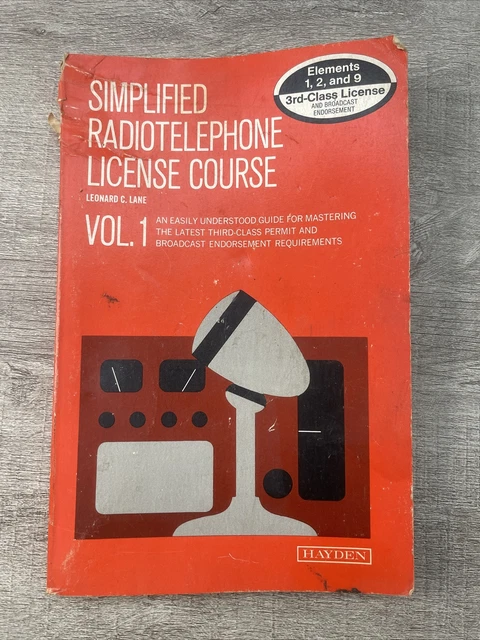 Elements
1, 2, and 9
3rd-Class License
AND BROADCAST
ENDORSEMENT
SIMPLIFIED
RADIOTELEPHONE
LICENSE COURSE
LEONARD C. LANE
VOL. 1
AN EASILY UNDERSTOOD GUIDE FOR MASTERING
THE LATEST THIRD-CLASS PERMIT AND
BROADCAST ENDORSEMENT REQUIREMENTS
HAYDEN